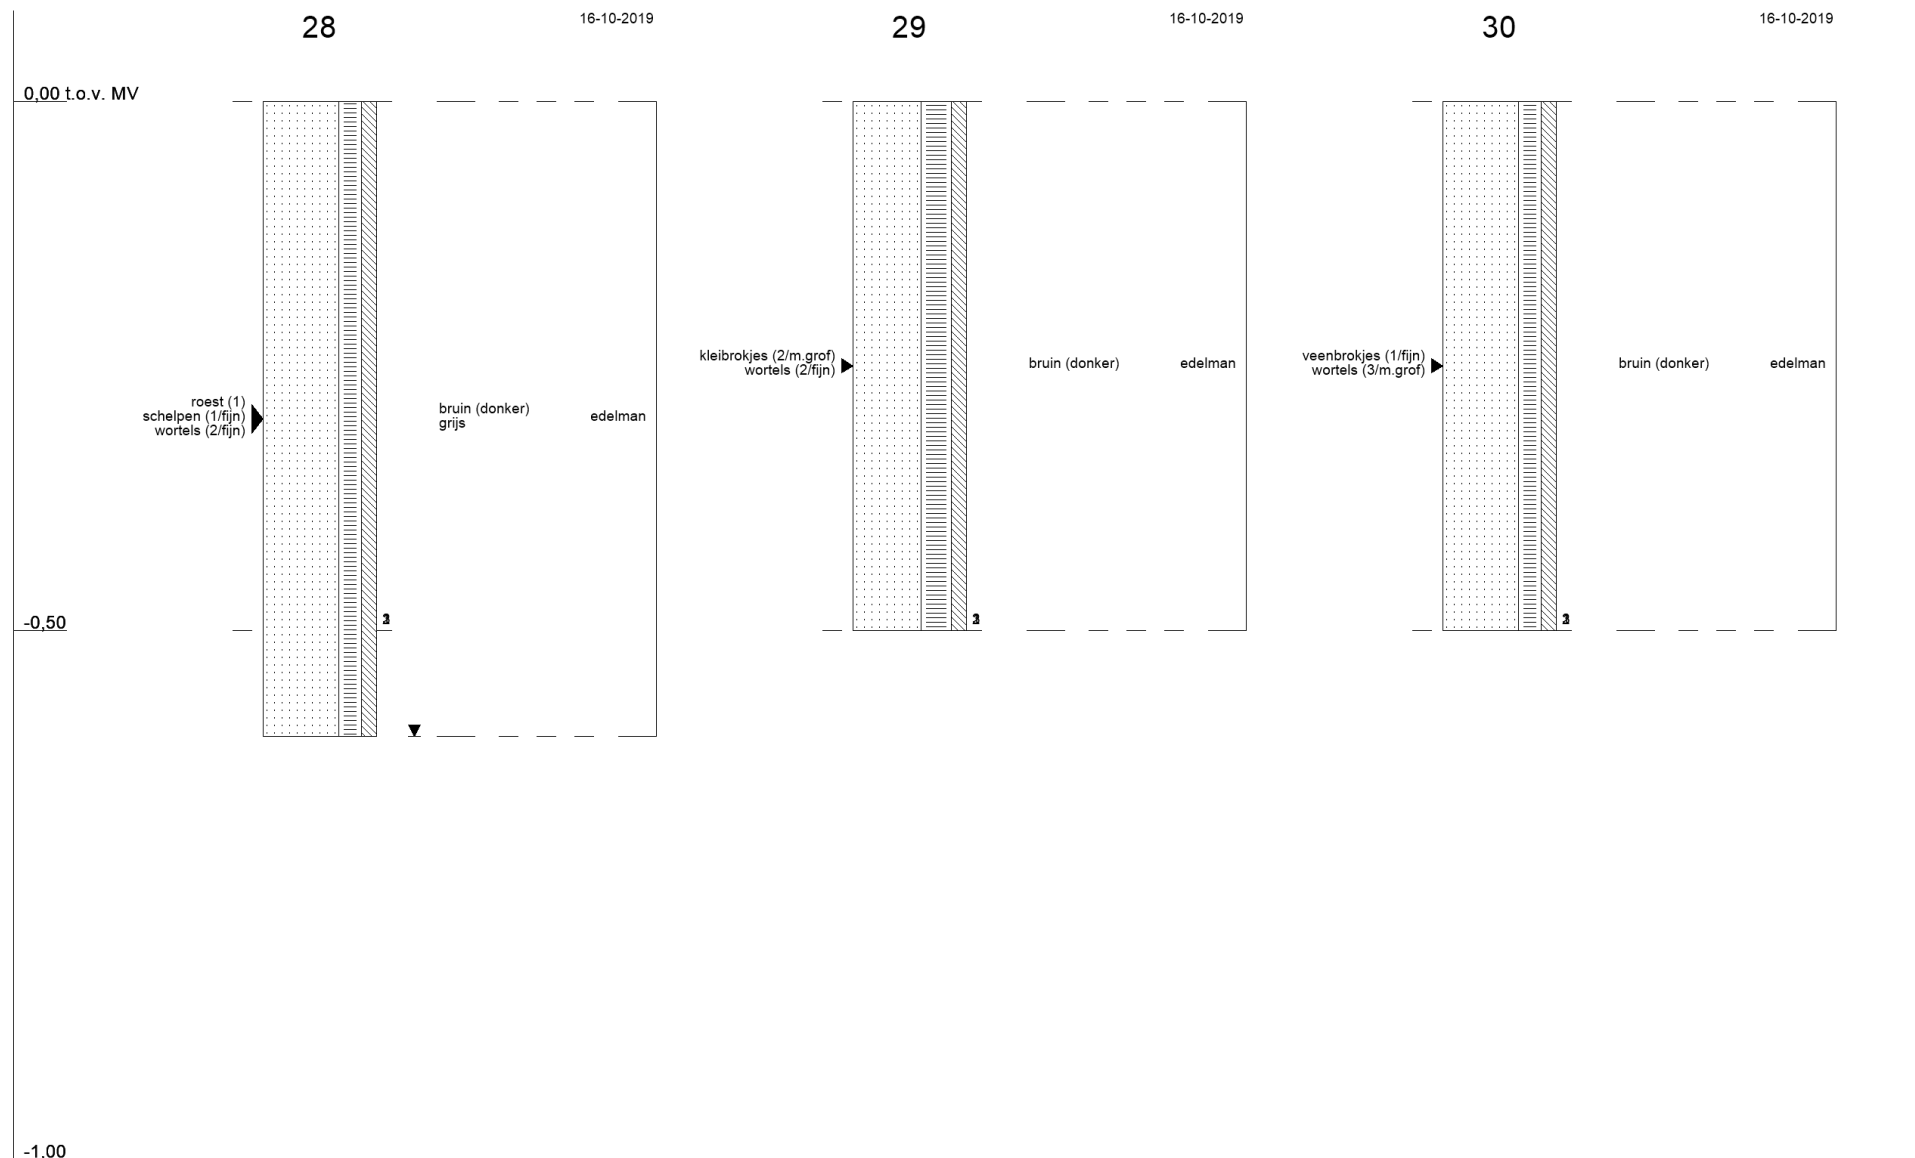 28
16-10-2019
29
16-10-2019
30
16-10-2019
0,00 t.o.v. MV
kleibrokjes (2/m.grof)
wortels (2/fijn)
bruin (donker)
edelman
veenbrokjes (1/fijn)
wortels (3/m.grof)
bruin (donker)
edelman
roest (1)
schelpen (1/fijn)
wortels (2/fijn)
bruin (donker)
grijs
edelman
-0,50
-1,00